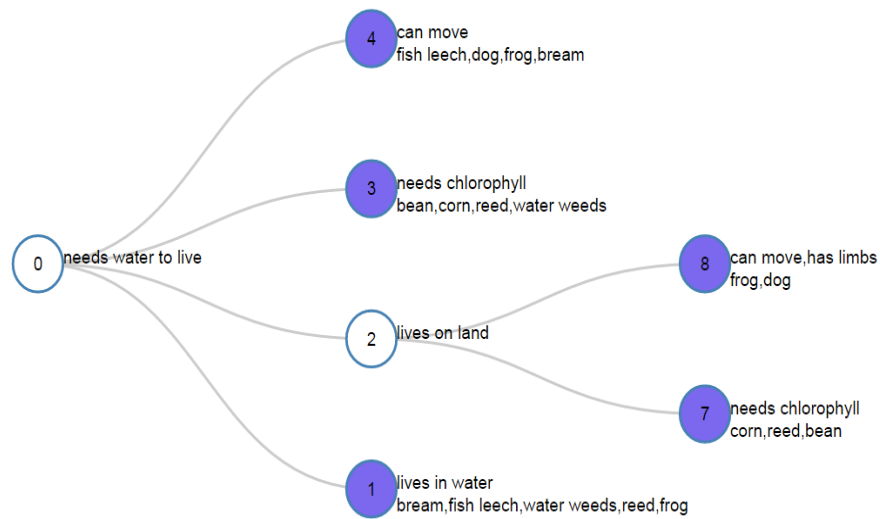 4
can move
fish leech,dog,frog,bream
3
needs chlorophyll
bean,corn,reed,water weeds
0
needs water to live
8
can move,has limbs
frog,dog
2
lives on land
7
needs chlorophyll
corn,reed,bean
1
lives in water
bream,fish leech,water weeds,reed,frog